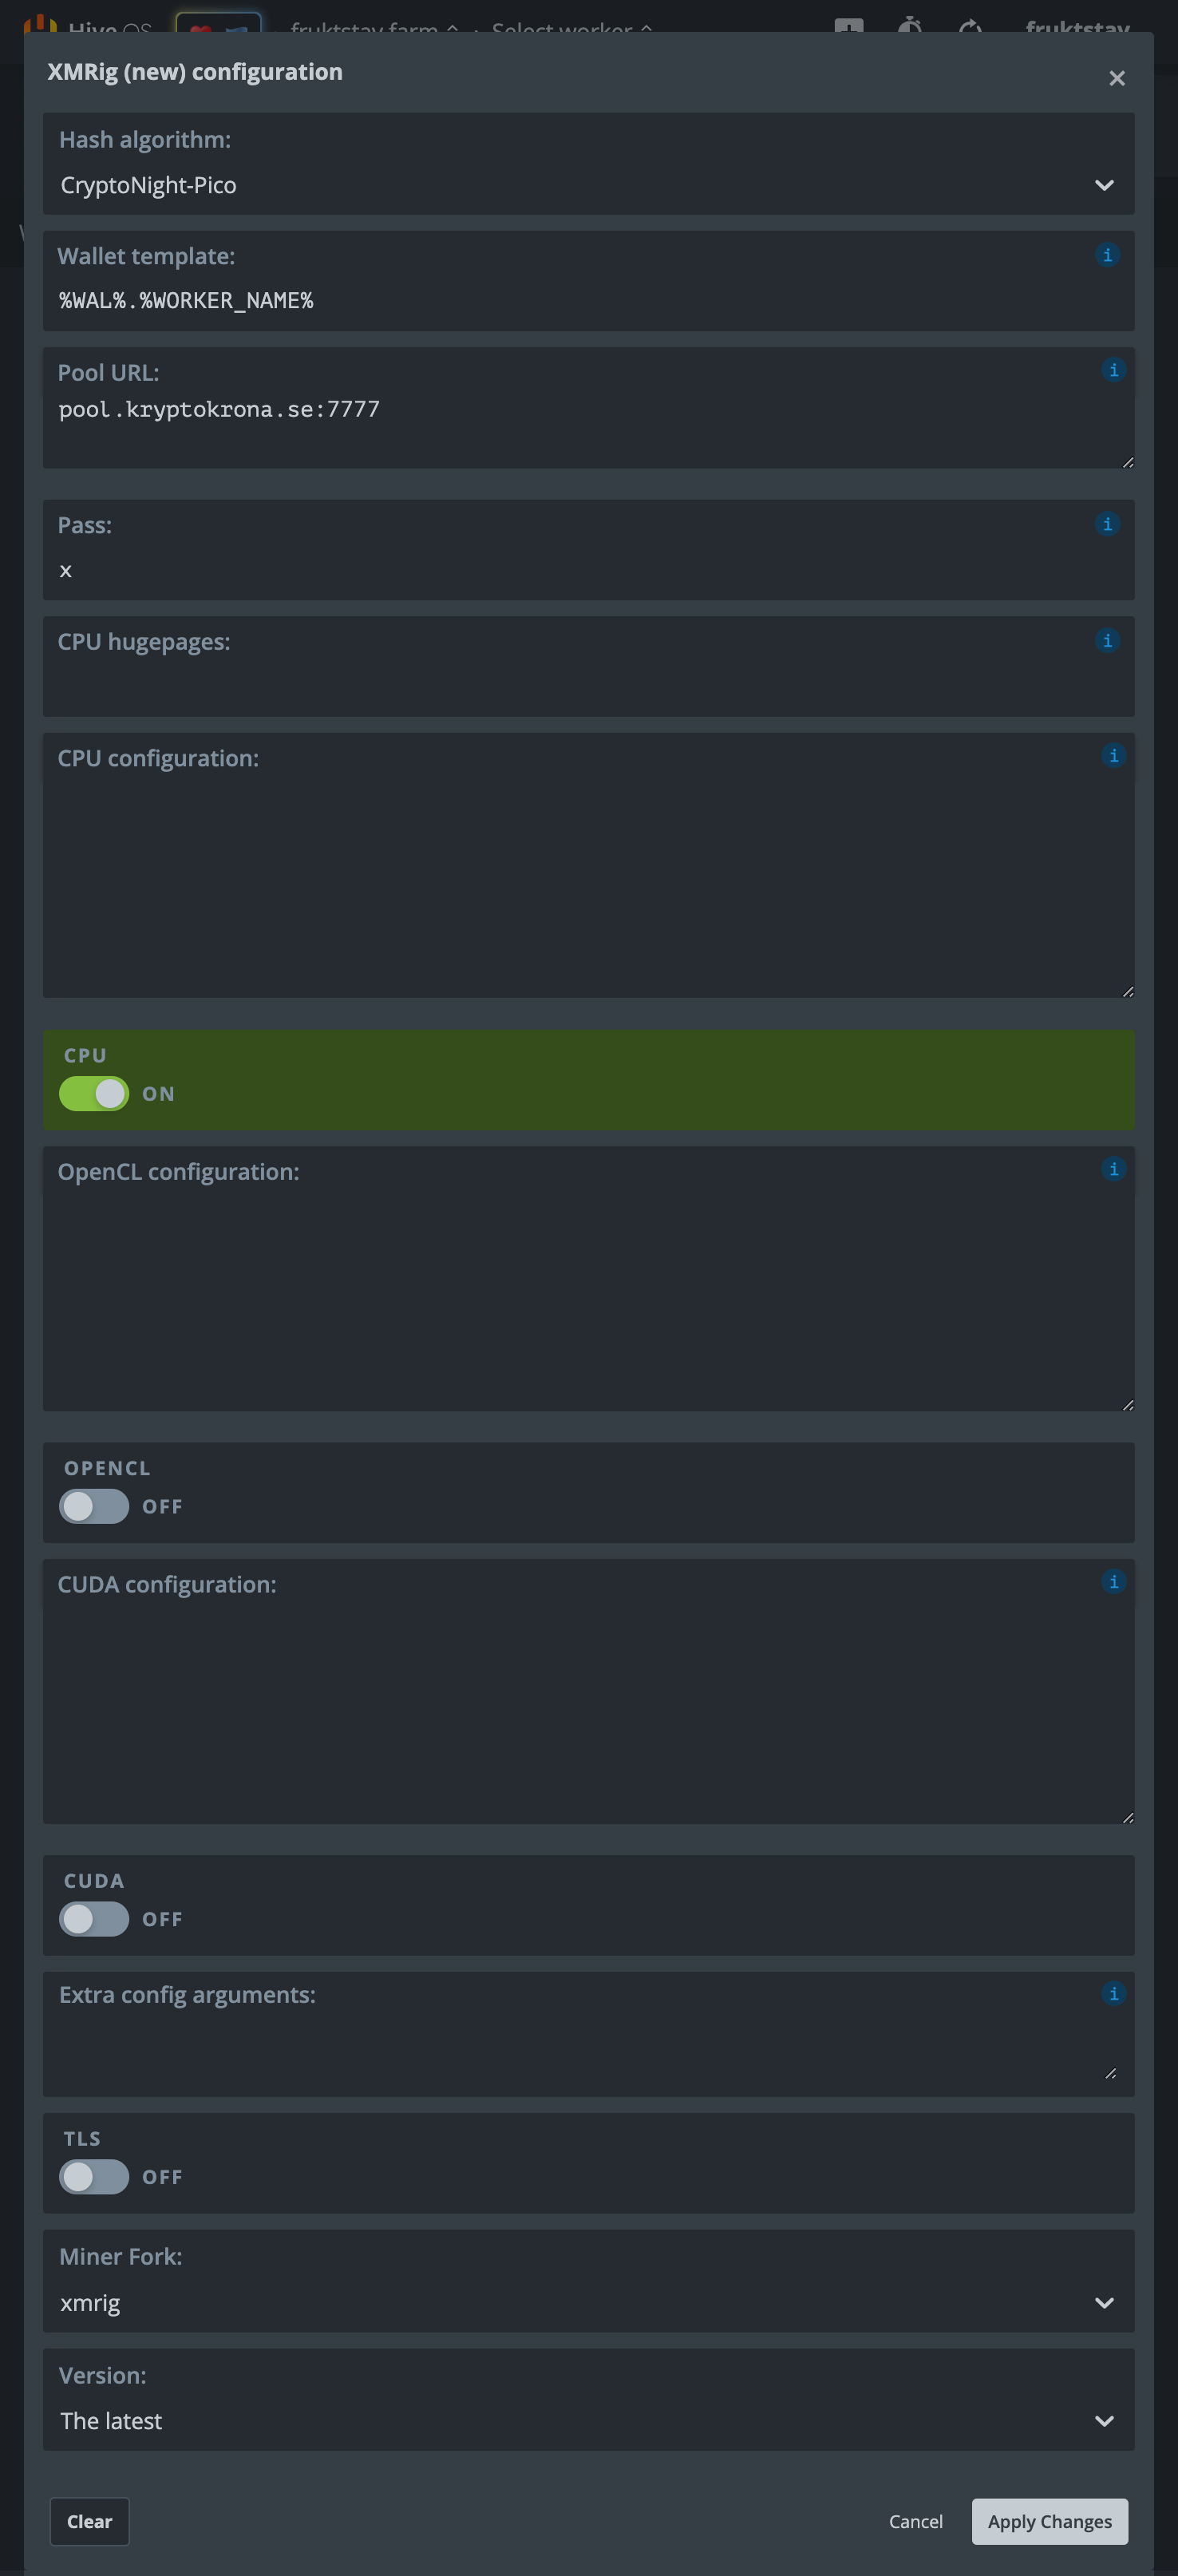 Hive OS fruktstay farm Select worker fruktstay
XMRig (new) configuration
Hash algorithm:
CryptoNight-Pico
Wallet template:
%WAL%.%WORKER_NAME%
Pool URL:
pool.kryptokrona.se:7777
Pass:
x
CPU hugepages:
CPU configuration:
CPU
ON
OpenCL configuration:
OPENCL
OFF
CUDA configuration:
CUDA
OFF
Extra config arguments:
TLS
OFF
Miner Fork:
xmrig
Version:
The latest
Clear Cancel Apply Changes